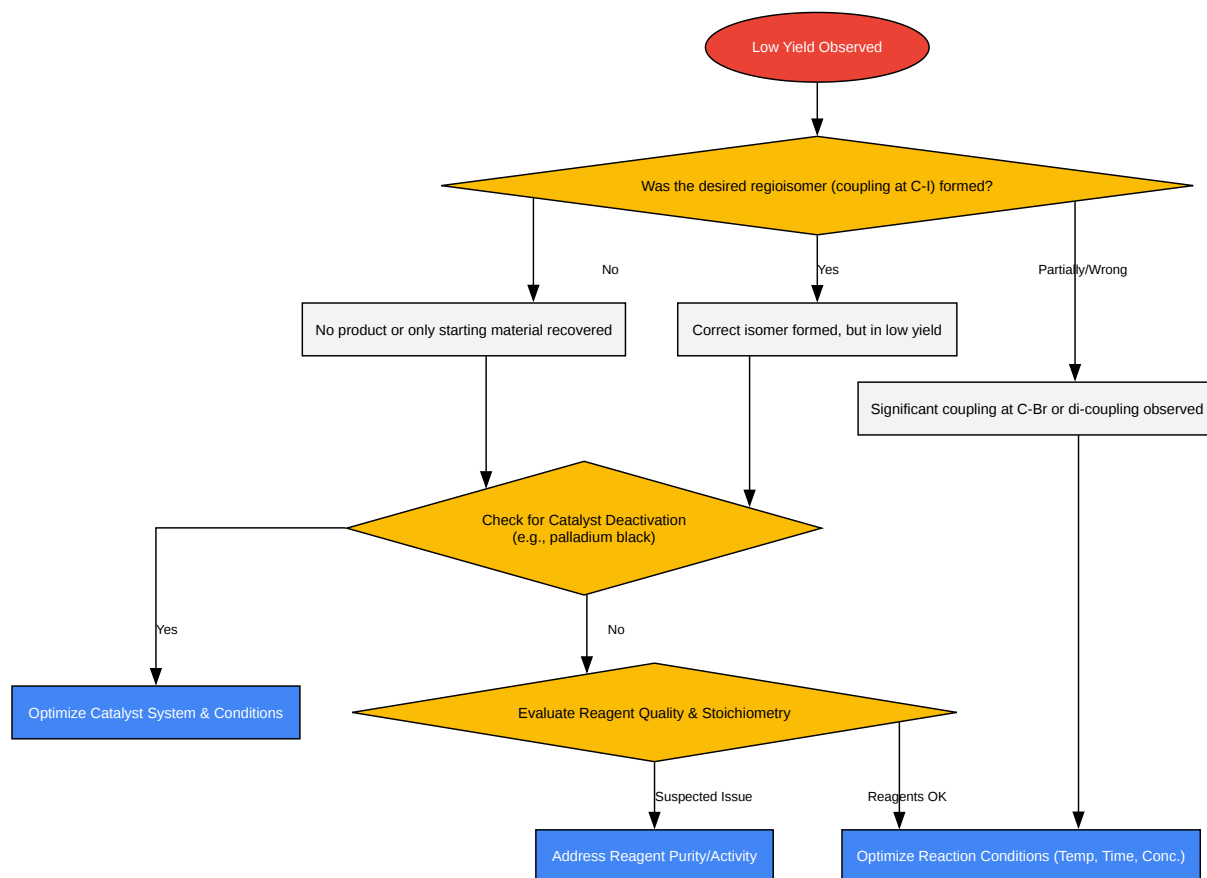 Low Yield Observed
Was the desired regioisomer (coupling at C-I) formed?
No
Yes
Partially/Wrong
No product or only starting material recovered
Correct isomer formed, but in low yield
Significant coupling at C-Br or di-coupling observed
Check for Catalyst Deactivation
(e.g., palladium black)
Yes
No
Optimize Catalyst System & Conditions
Evaluate Reagent Quality & Stoichiometry
Suspected Issue
Reagents OK
Address Reagent Purity/Activity
Optimize Reaction Conditions (Temp, Time, Conc.)